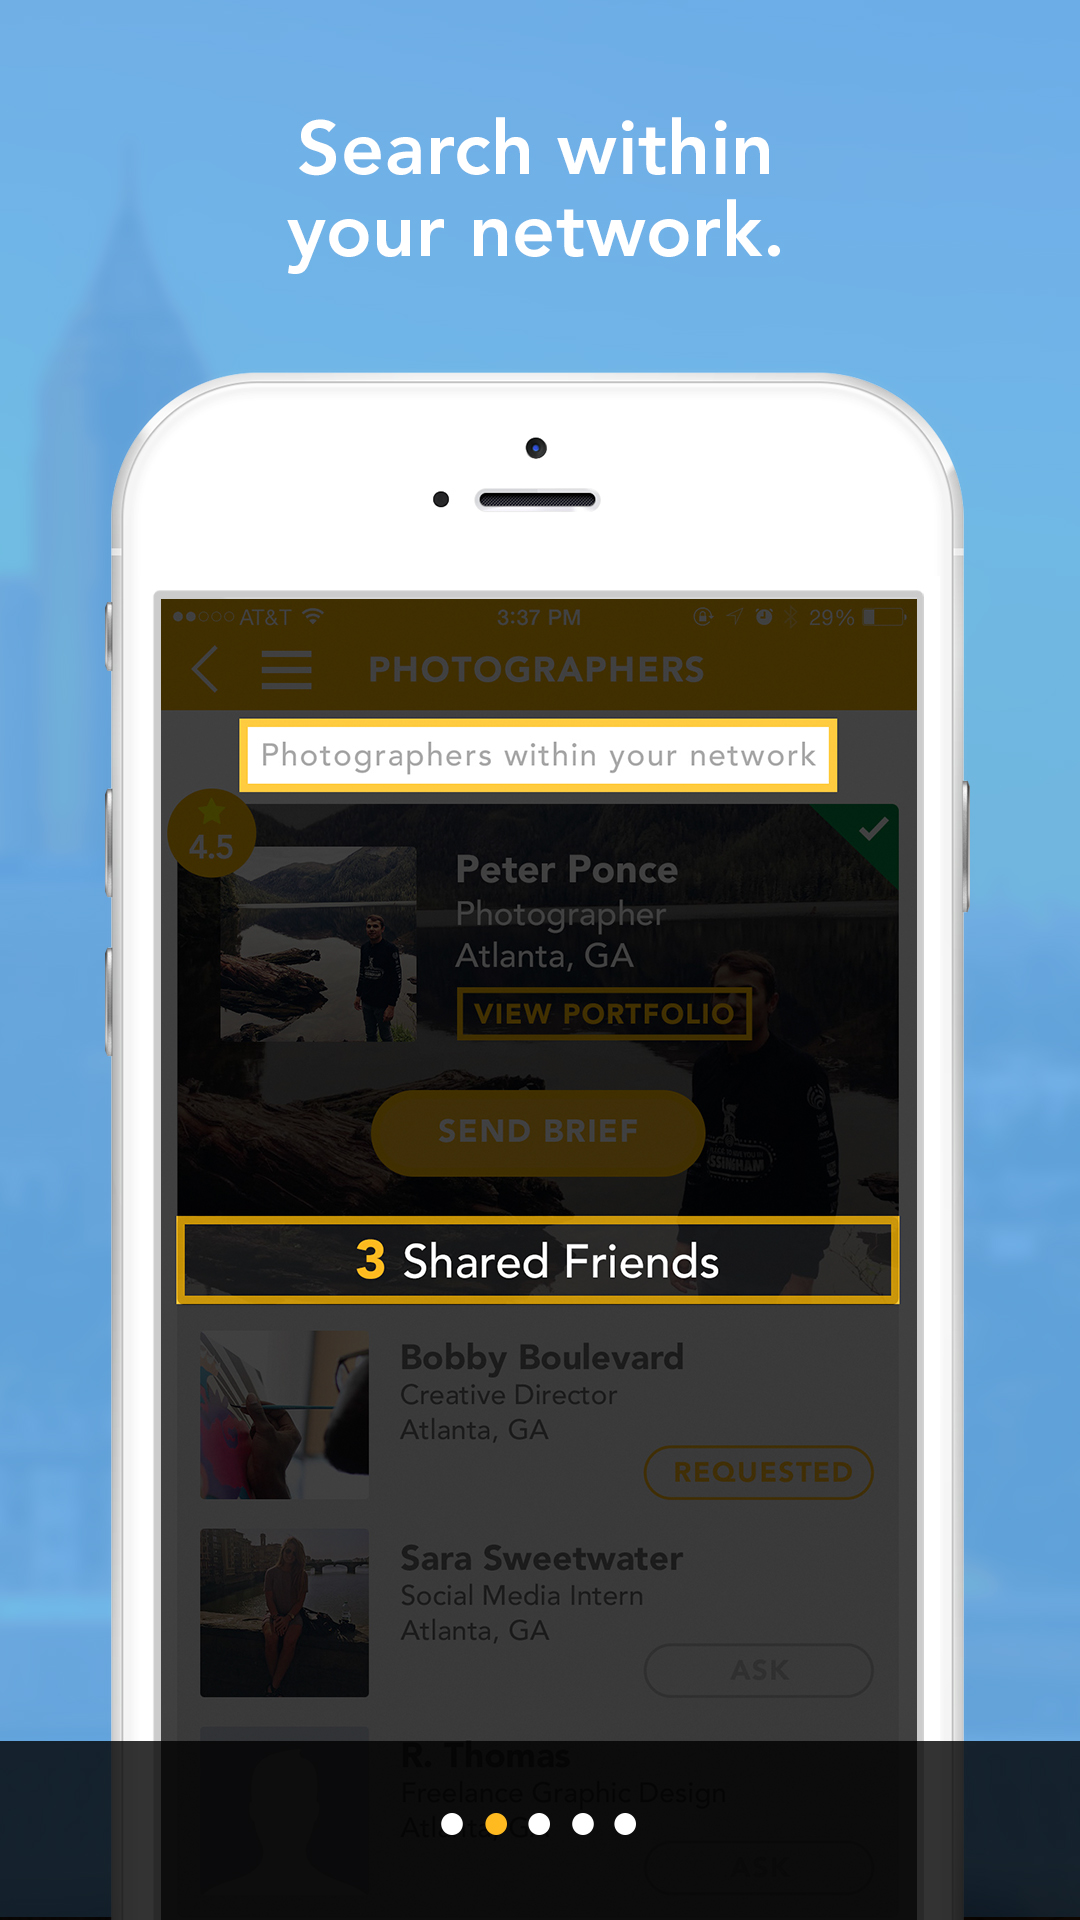 Search within
your network.
AT&T 3:37 PM 29%
PHOTOGRAPHERS
Photographers within your network
4.5
Peter Ponce
Photographer
Atlanta, GA
VIEW PORTFOLIO
SEND BRIEF
3 Shared Friends
Bobby Boulevard
Creative Director
Atlanta, GA
REQUESTED
Sara Sweetwater
Social Media Intern
Atlanta, GA
ASK
R. Thomas
Freelance Graphic Design
Atlanta, GA
ASK